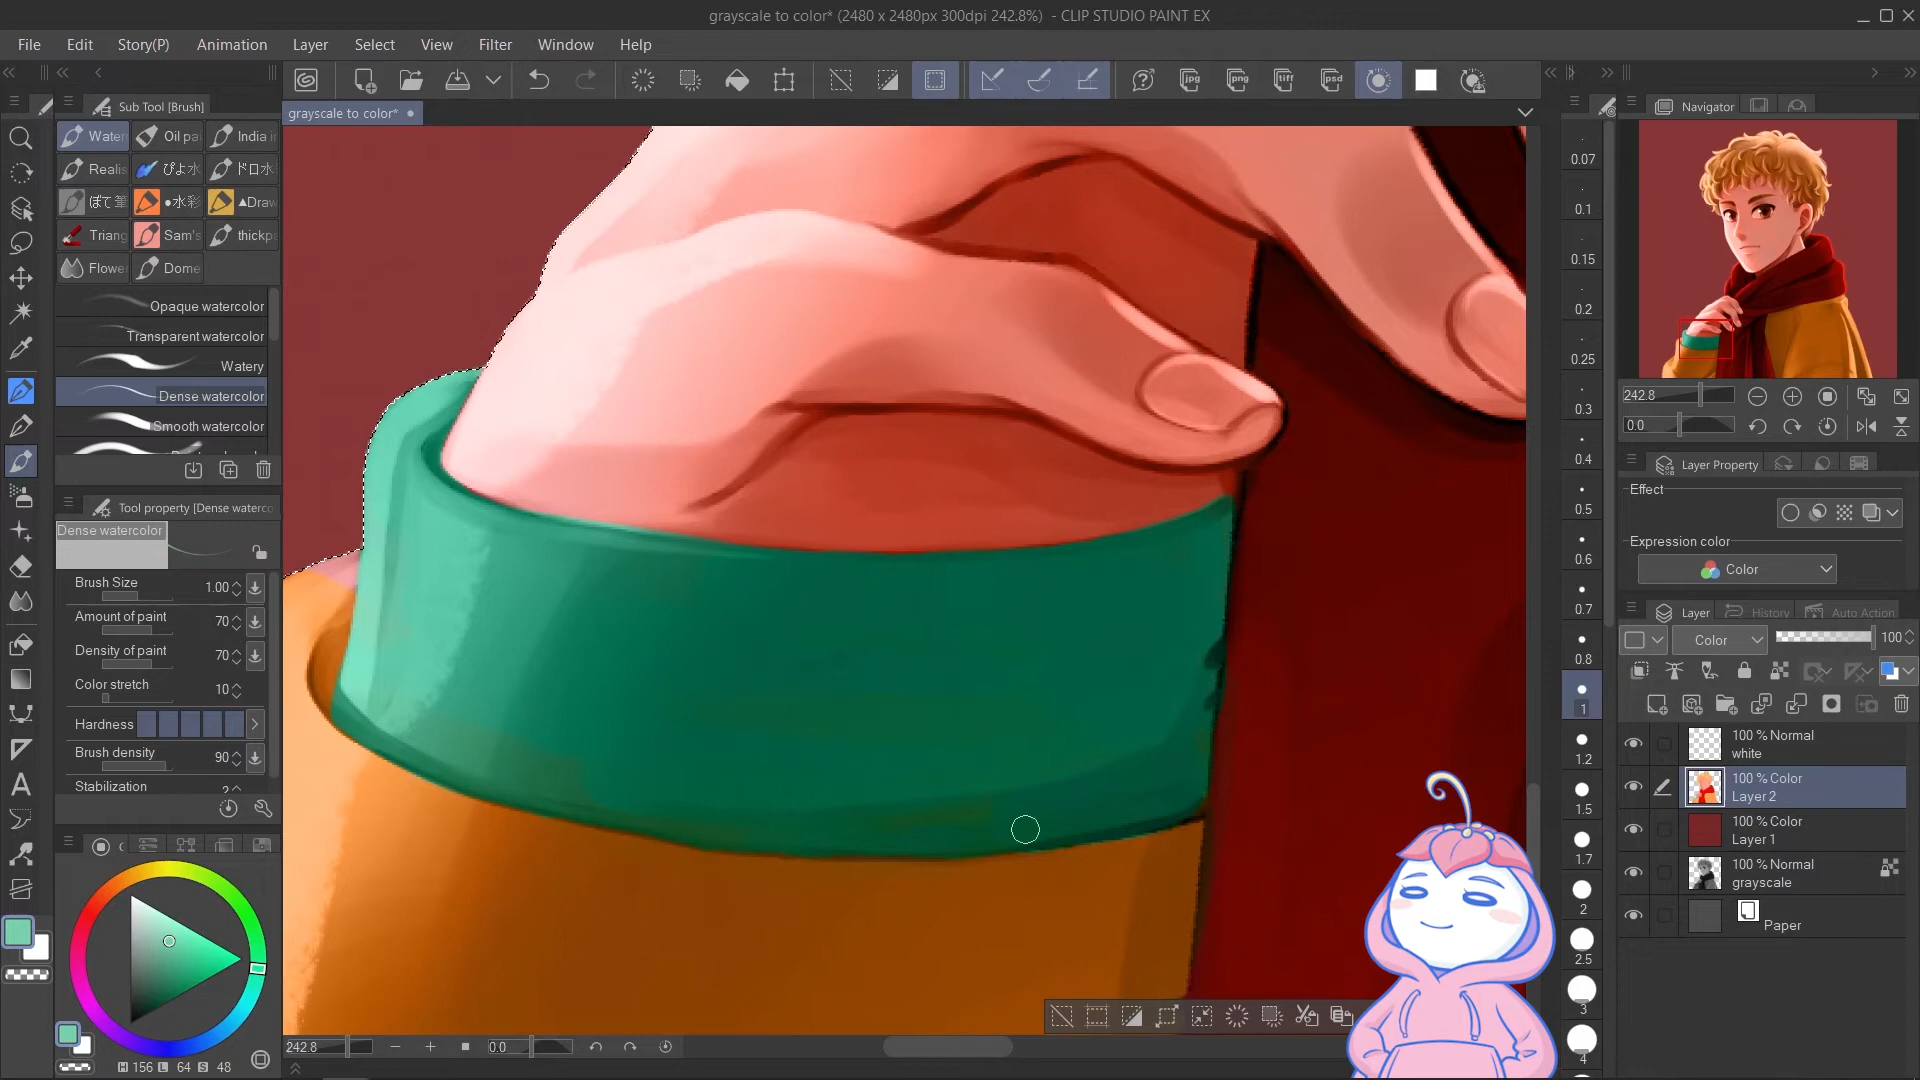 grayscale to color* (2480 x 2480px 300dpi 242.8%) - CLIP STUDIO PAINT EX
File Edit Story(P) Animation Layer Select View Filter Window Help
jpg png tiff psd
Sub Tool [Brush]
grayscale to color*
Navigator
Water Oil pa India i
Realis ぴよ水 ドロ水
ぼて筆 ●水彩 ▲Draw
Triang Sam's thickp
Flower Dome
Opaque watercolor
Transparent watercolor
Watery
Dense watercolor
Smooth watercolor
Tool property [Dense waterco
Dense watercolor
Brush Size 1.00
Amount of paint 70
Density of paint 70
Color stretch 10
Hardness
Brush density 90
Stabilization 2
H 156 L 64 S 48
242.8 0.0
0.07
0.1
0.15
0.2
0.25
0.3
0.4
0.5
0.6
0.7
0.8
1
1.2
1.5
1.7
2
2.5
3
4
242.8
0.0
Layer Property
Effect
Expression color
Color
Layer History Auto Action
Color 100
100 % Normal
white
100 % Color
Layer 2
100 % Color
Layer 1
100 % Normal
grayscale
Paper